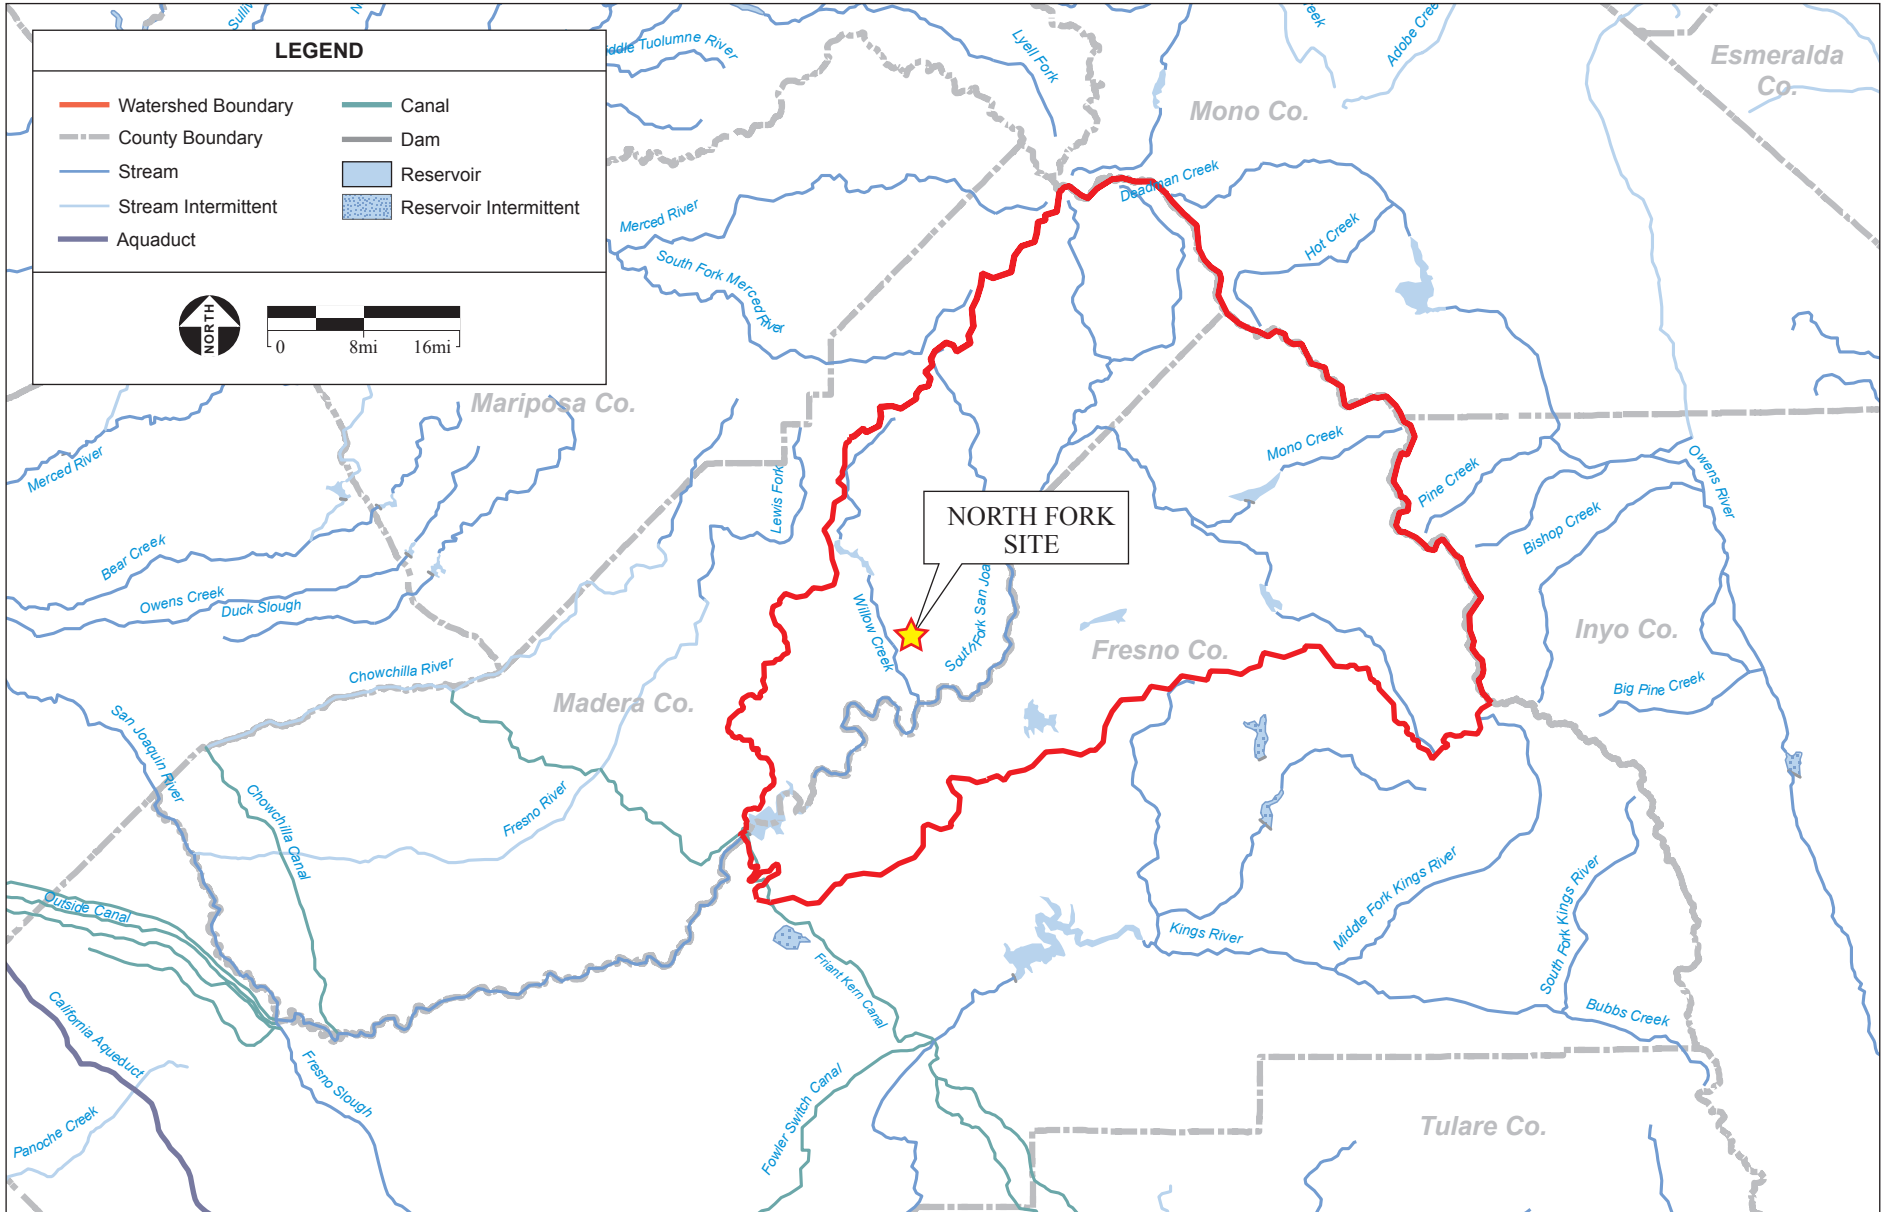 LEGEND
Watershed Boundary
County Boundary
Stream
Stream Intermittent
Aquaduct
Canal
Dam
Reservoir
Reservoir Intermittent
NORTH
0 8mi 16mi
Tuolumne River
Lyell Fork
Adobe
Esmeralda
Co.
Mono Co.
Deadman Creek
Merced River
South Fork Merced River
Hot Creek
Mariposa Co.
Merced River
Lewis Fork
Mono Creek
Pine Creek
Owens River
Bishop Creek
NORTH FORK
SITE
Bear Creek
Owens Creek
Duck Slough
Willow Creek
South Fork San
Fresno Co.
Inyo Co.
Chowchilla River
Madera Co.
Big Pine Creek
San Joaquin River
Chowchilla Canal
Fresno River
Outside Canal
Kings River
Middle Fork Kings River
South Fork Kings River
Friant Kern Canal
Bubbs Creek
California Aqueduct
Fresno Slough
Fowler Switch Canal
Panoche Creek
Tulare Co.